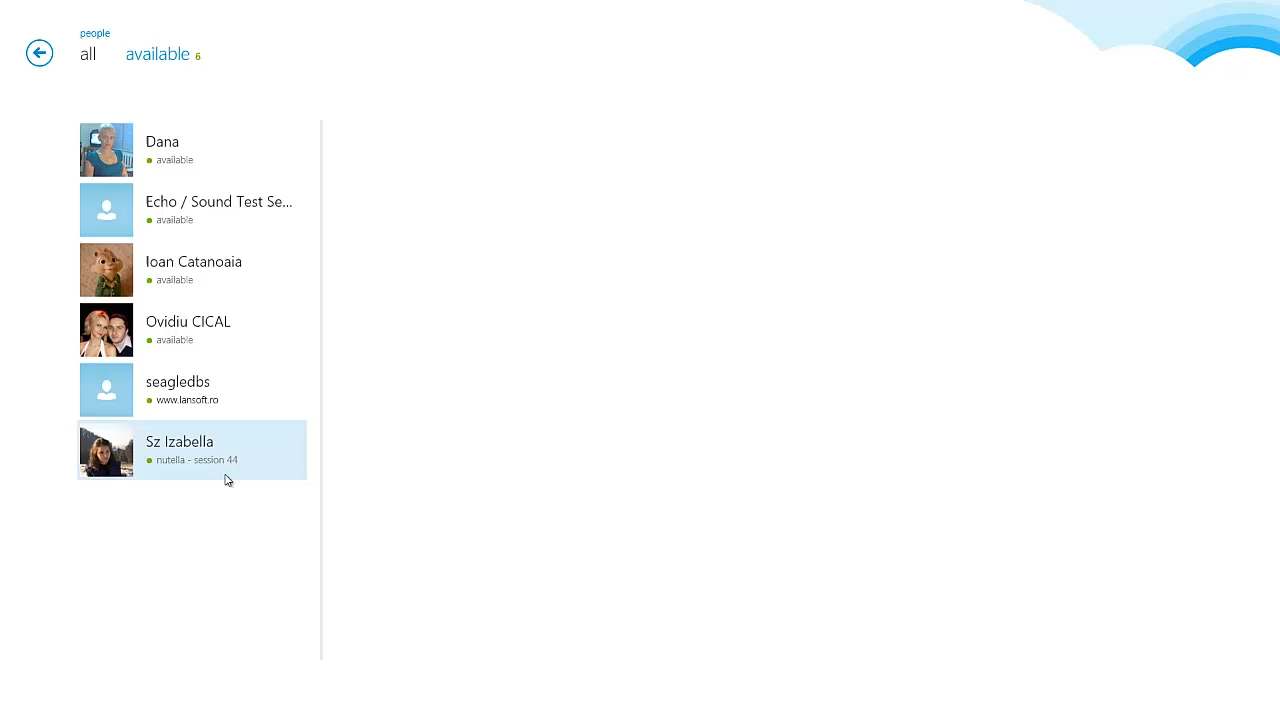 people
all available 6
Dana
available
Echo / Sound Test Se...
available
Ioan Catanoaia
available
Ovidiu CICAL
available
seagledbs
www.lansoft.ro
Sz Izabella
nutella - session 44